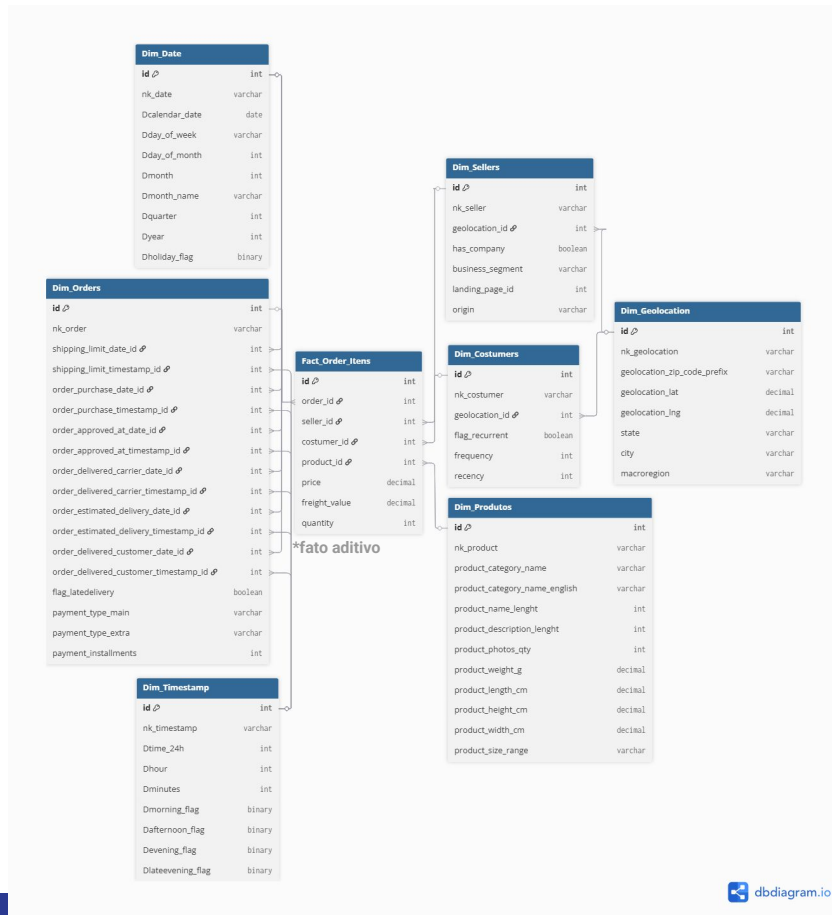 Dim_Date
id int
nk_date varchar
Dcalendar_date date
Dday_of_week varchar
Dday_of_month int
Dmonth int
Dmonth_name varchar
Dquarter int
Dyear int
Dholiday_flag binary
Dim_Orders
id int
nk_order varchar
shipping_limit_date_id int
shipping_limit_timestamp_id int
order_purchase_date_id int
order_purchase_timestamp_id int
order_approved_at_date_id int
order_approved_at_timestamp_id int
order_delivered_carrier_date_id int
order_delivered_carrier_timestamp_id int
order_estimated_delivery_date_id int
order_estimated_delivery_timestamp_id int
order_delivered_customer_date_id int
order_delivered_customer_timestamp_id int
flag_latedelivery boolean
payment_type_main varchar
payment_type_extra varchar
payment_installments int
Dim_Timestamp
id int
nk_timestamp varchar
Dtime_24h int
Dhour int
Dminutes int
Dmorning_flag binary
Dafternoon_flag binary
Devening_flag binary
Dlateevening_flag binary
Fact_Order_Itens
id int
order_id int
seller_id int
costumer_id int
product_id int
price decimal
freight_value decimal
quantity int
*fato aditivo
Dim_Sellers
id int
nk_seller varchar
geolocation_id int
has_company boolean
business_segment varchar
landing_page_id int
origin varchar
Dim_Costumers
id int
nk_costumer varchar
geolocation_id int
flag_recurrent boolean
frequency int
recency int
Dim_Produtos
id int
nk_product varchar
product_category_name varchar
product_category_name_english varchar
product_name_lenght int
product_description_lenght int
product_photos_qty int
product_weight_g decimal
product_length_cm decimal
product_height_cm decimal
product_width_cm decimal
product_size_range varchar
Dim_Geolocation
id int
nk_geolocation varchar
geolocation_zip_code_prefix varchar
geolocation_lat decimal
geolocation_lng decimal
state varchar
city varchar
macroregion varchar
dbdiagram.io